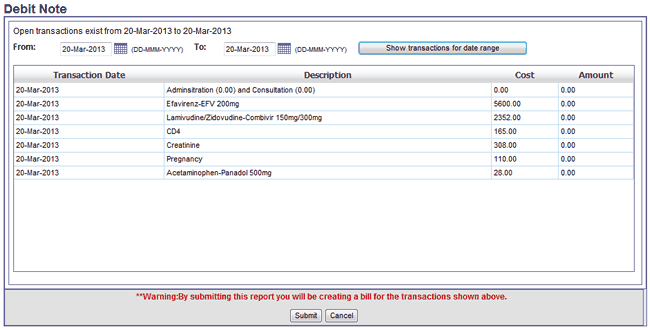 Debit Note
Open transactions exist from 20-Mar-2013 to 20-Mar-2013
From: 20-Mar-2013 (DD-MMM-YYYY) To: 20-Mar-2013 (DD-MMM-YYYY) Show transactions for date range
Transaction Date Description Cost Amount
20-Mar-2013 Adminsitration (0.00) and Consultation (0.00) 0.00 0.00
20-Mar-2013 Efavirenz-EFV 200mg 5600.00 0.00
20-Mar-2013 Lamivudine/Zidovudine-Combivir 150mg/300mg 2352.00 0.00
20-Mar-2013 CD4 165.00 0.00
20-Mar-2013 Creatinine 308.00 0.00
20-Mar-2013 Pregnancy 110.00 0.00
20-Mar-2013 Acetaminophen-Panadol 500mg 28.00 0.00
**Warning:By submitting this report you will be creating a bill for the transactions shown above.
Submit Cancel